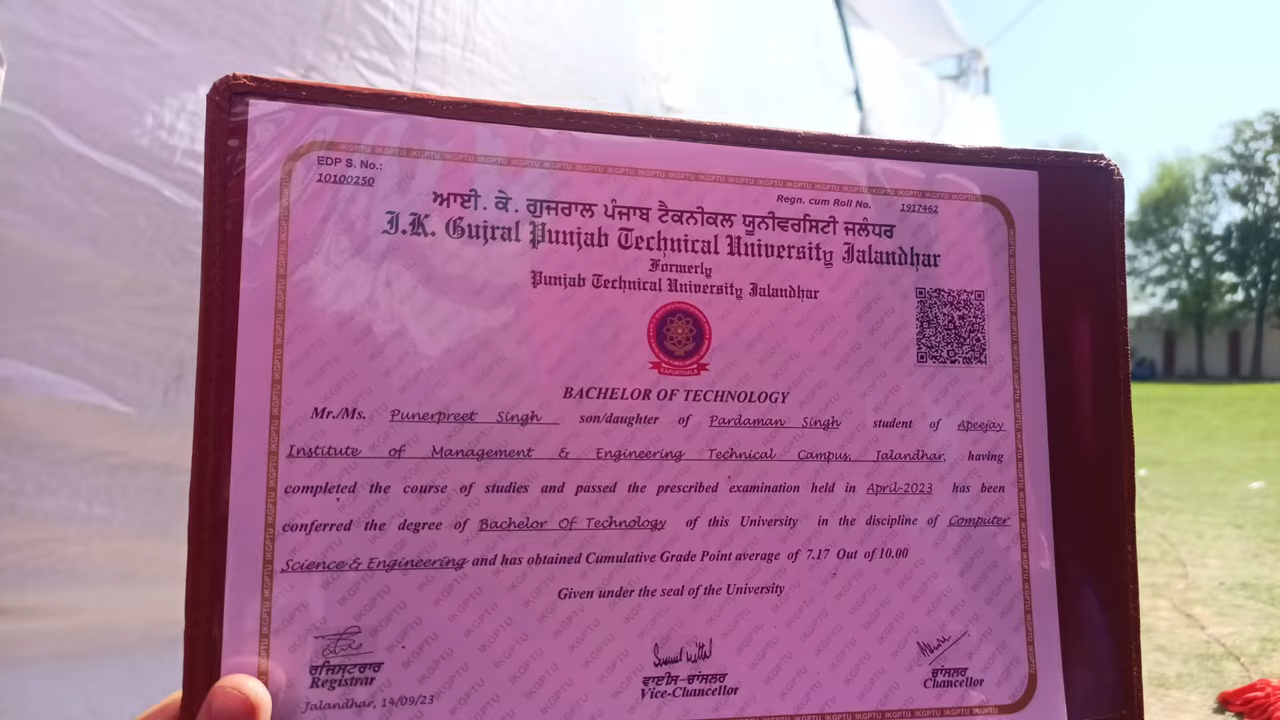 EDP S. No.:
10100250
Regn. cum Roll No. 1917462
ਆਈ. ਕੇ. ਗੁਜਰਾਲ ਪੰਜਾਬ ਟੈਕਨੀਕਲ ਯੂਨੀਵਰਸਿਟੀ ਜਲੰਧਰ
I.K. Gujral Punjab Technical University Jalandhar
Formerly
Punjab Technical University Jalandhar
KAPURTHALA
BACHELOR OF TECHNOLOGY
Mr./Ms. Punerpreet Singh son/daughter of Pardaman Singh student of Apeejay
Institute of Management & Engineering Technical Campus, Jalandhar, having
completed the course of studies and passed the prescribed examination held in April-2023 has been
conferred the degree of Bachelor Of Technology of this University in the discipline of Computer
Science & Engineering and has obtained Cumulative Grade Point average of 7.17 Out of 10.00
Given under the seal of the University
ਰਜਿਸਟਰਾਰ
Registrar
Jalandhar, 14/09/23
ਵਾਈਸ-ਚਾਂਸਲਰ
Vice-Chancellor
ਚਾਂਸਲਰ
Chancellor